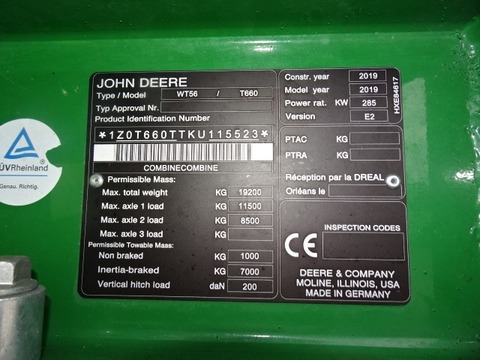 JOHN DEERE
Type / Model WT56 / T660
Typ Approval Nr.
Product Identification Number
*1Z0T660TTKU115523*
COMBINECOMBINE
Permissible Mass:
Max. total weight KG 19200
Max. axle 1 load KG 11500
Max. axle 2 load KG 8500
Max. axle 3 load KG
Permissible Towable Mass:
Non braked KG 1000
Inertia-braked KG 7000
Vertical hitch load daN 200
Constr. year 2019
Model year 2019
Power rat. KW 285
Version E2
HXE84617
PTAC KG
PTRA KG
Réception par la DREAL
Orléans le
CE
INSPECTION CODES
DEERE & COMPANY
MOLINE, ILLINOIS, USA
MADE IN GERMANY
ÜVRheinland
Genau. Richtig.